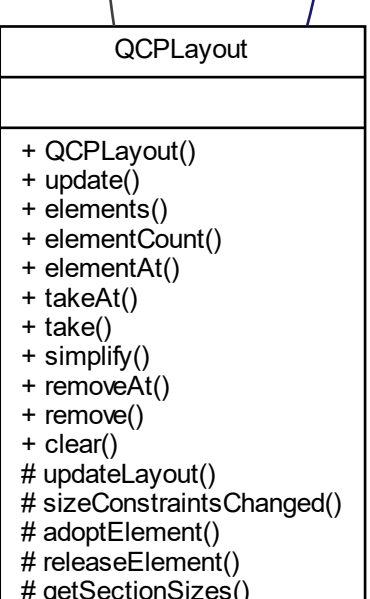 QCPLayout
+ QCPLayout()
+ update()
+ elements()
+ elementCount()
+ elementAt()
+ takeAt()
+ take()
+ simplify()
+ removeAt()
+ remove()
+ clear()
# updateLayout()
# sizeConstraintsChanged()
# adoptElement()
# releaseElement()
# getSectionSizes()